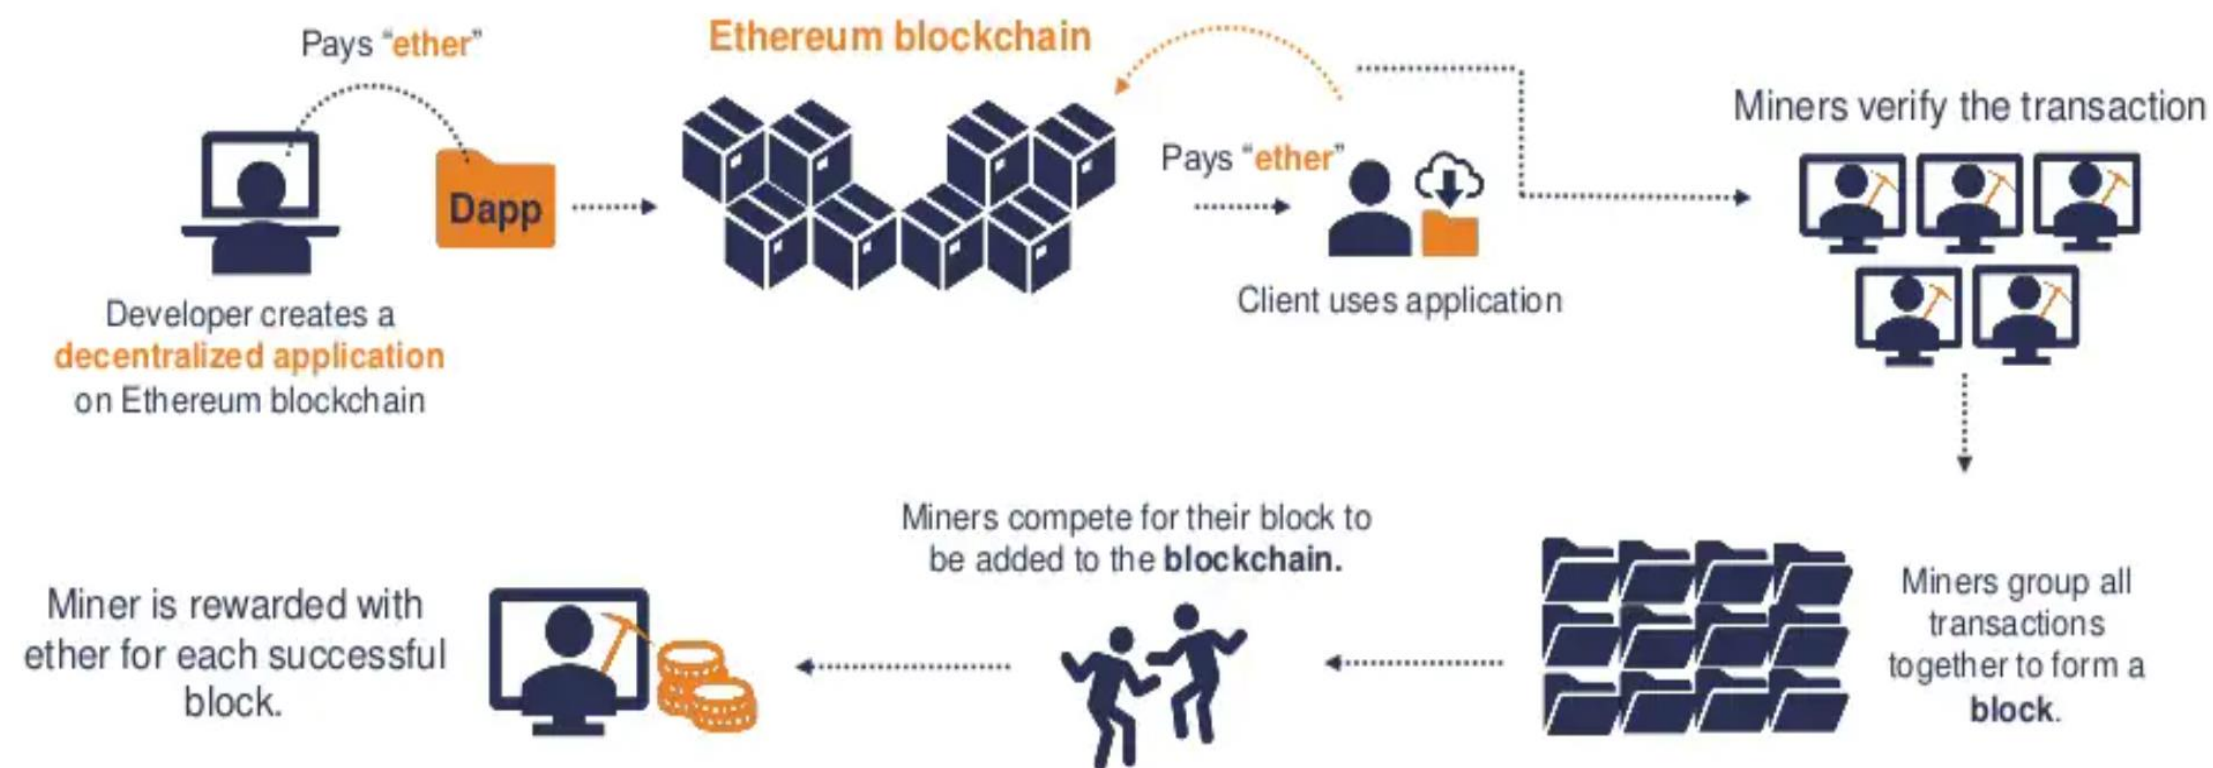 Pays “ether”
Dapp
Developer creates a
decentralized application
on Ethereum blockchain
Ethereum blockchain
Pays “ether”
Client uses application
Miners verify the transaction
Miners group all
transactions
together to form a
block.
Miners compete for their block to
be added to the blockchain.
Miner is rewarded with
ether for each successful
block.